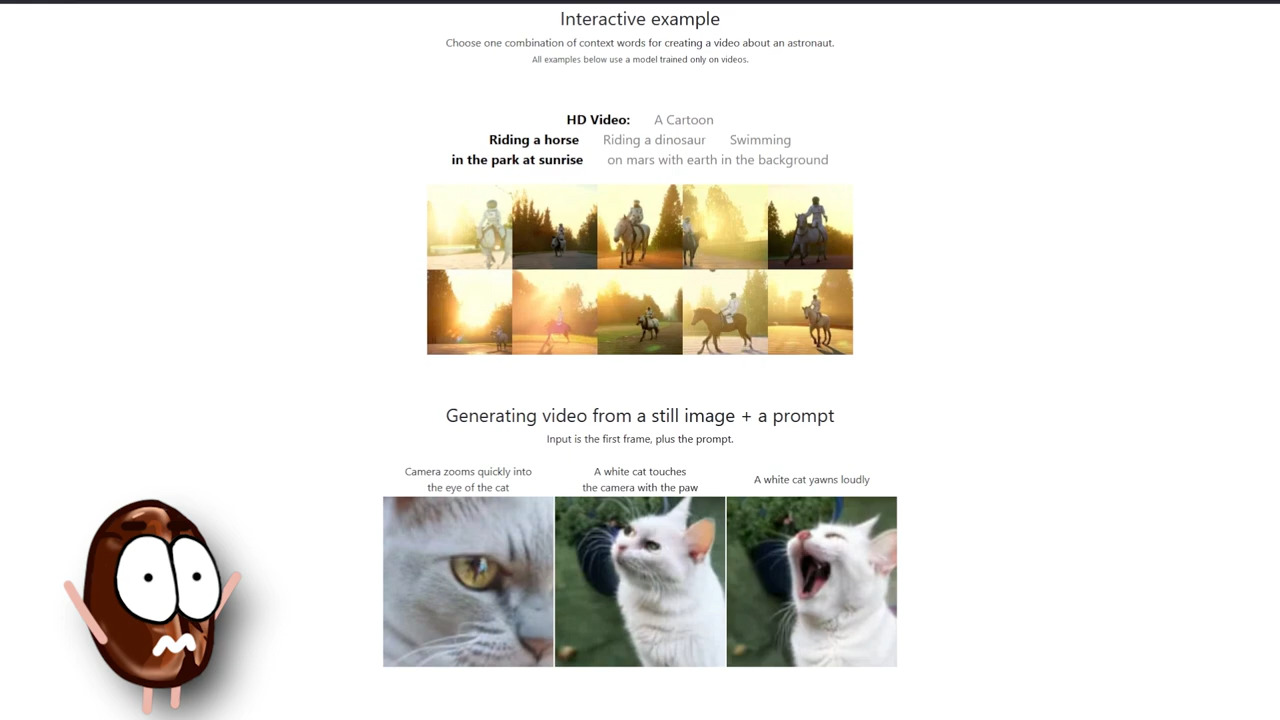 Interactive example
Choose one combination of context words for creating a video about an astronaut.
All examples below use a model trained only on videos.
HD Video: A Cartoon
Riding a horse Riding a dinosaur Swimming
in the park at sunrise on mars with earth in the background
Generating video from a still image + a prompt
Input is the first frame, plus the prompt.
Camera zooms quickly into
the eye of the cat
A white cat touches
the camera with the paw
A white cat yawns loudly